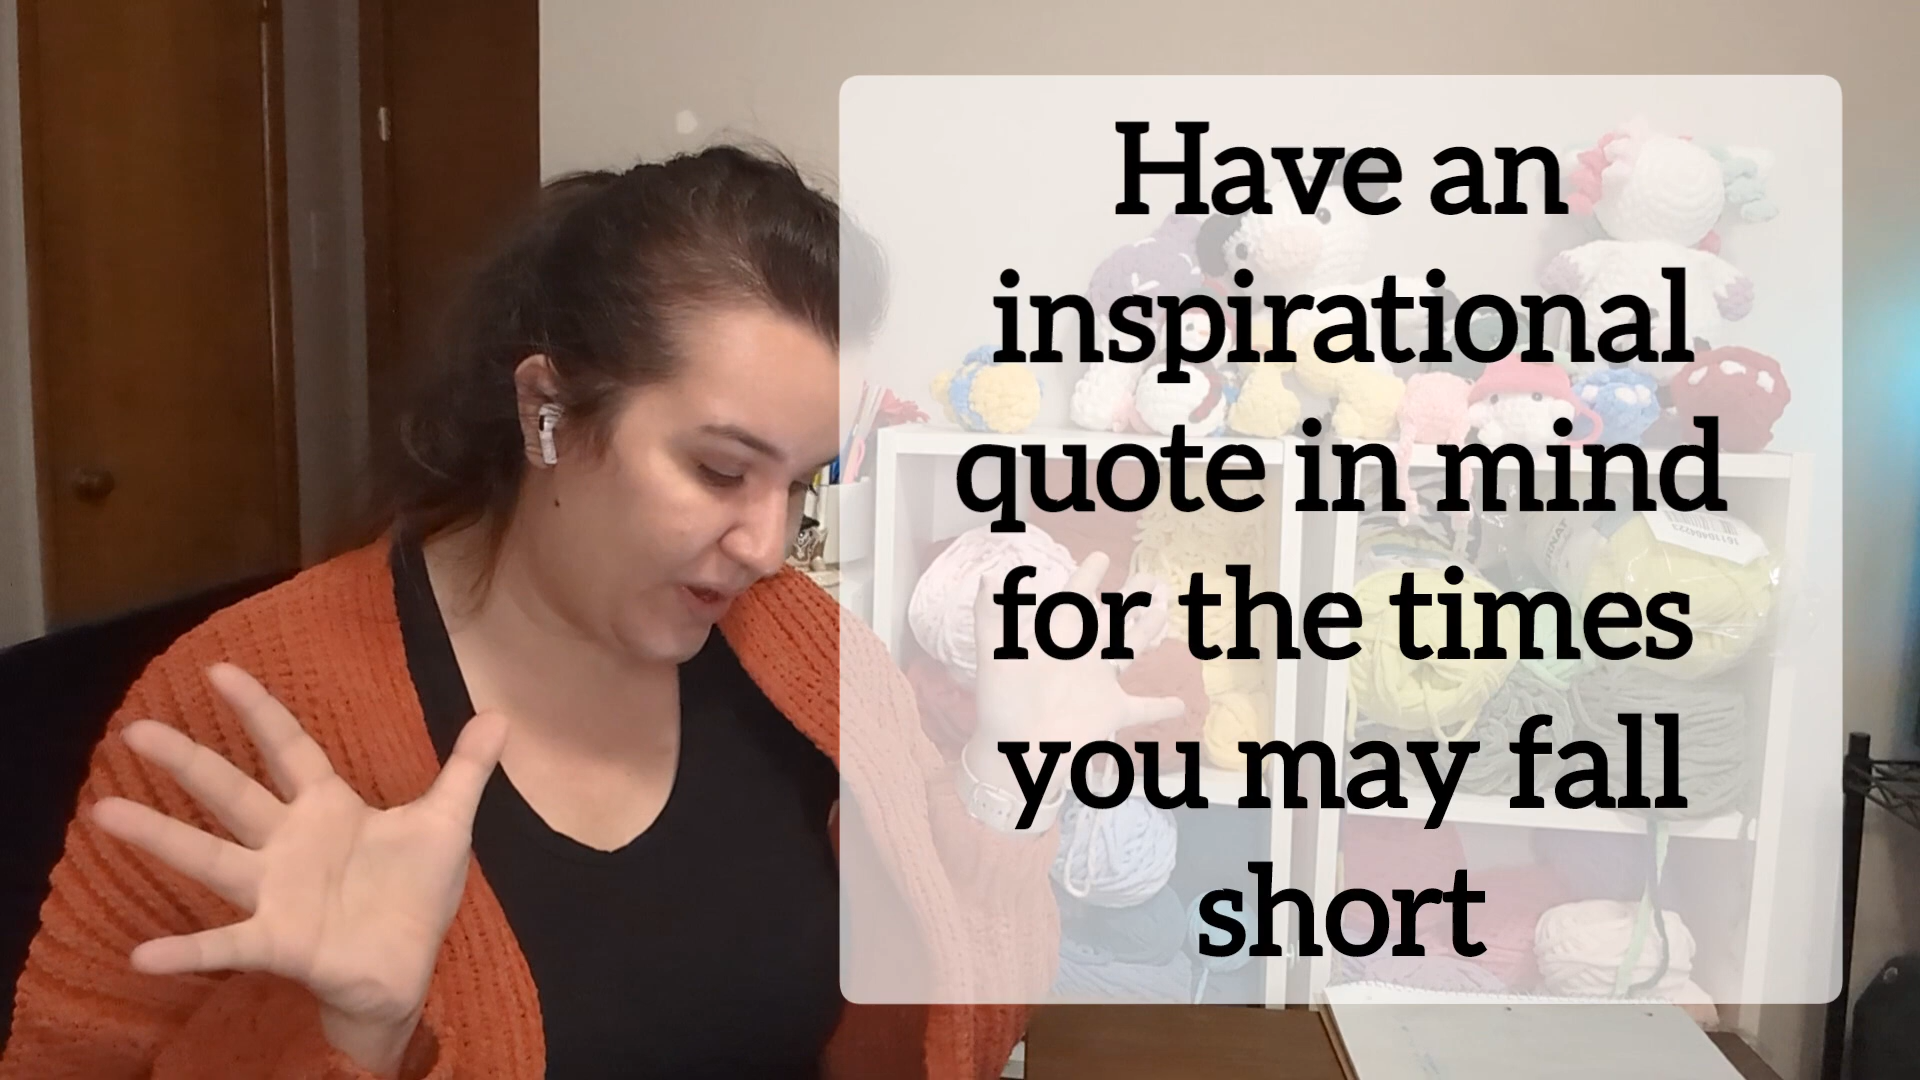 Have an
inspirational
quote in mind
for the times
you may fall
short